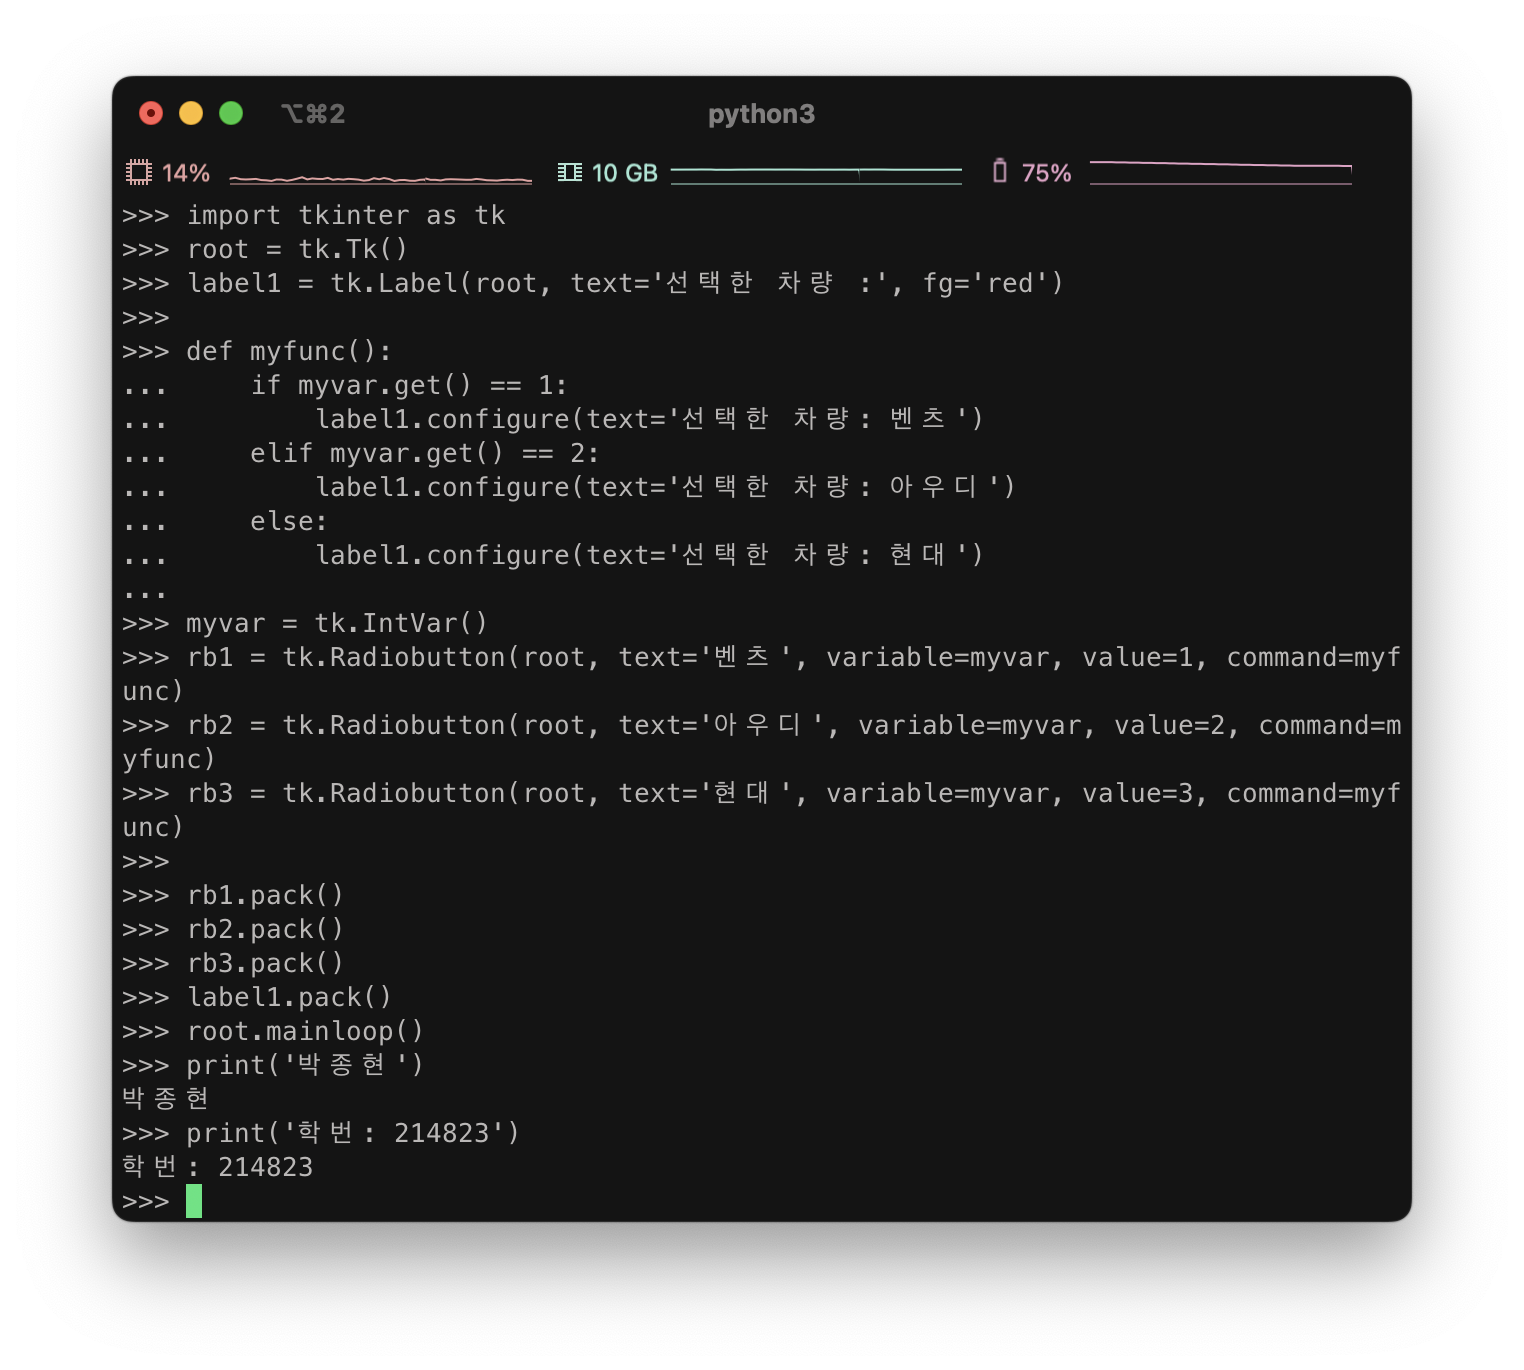 ⌥⌘2 python3
14% 10 GB 75%
>>> import tkinter as tk
>>> root = tk.Tk()
>>> label1 = tk.Label(root, text='선택한 차량 :', fg='red')
>>>
>>> def myfunc():
...     if myvar.get() == 1:
...         label1.configure(text='선택한 차량: 벤츠')
...     elif myvar.get() == 2:
...         label1.configure(text='선택한 차량: 아우디')
...     else:
...         label1.configure(text='선택한 차량: 현대')
...
>>> myvar = tk.IntVar()
>>> rb1 = tk.Radiobutton(root, text='벤츠', variable=myvar, value=1, command=myf
unc)
>>> rb2 = tk.Radiobutton(root, text='아우디', variable=myvar, value=2, command=m
yfunc)
>>> rb3 = tk.Radiobutton(root, text='현대', variable=myvar, value=3, command=myf
unc)
>>>
>>> rb1.pack()
>>> rb2.pack()
>>> rb3.pack()
>>> label1.pack()
>>> root.mainloop()
>>> print('박종현')
박종현
>>> print('학번: 214823')
학번: 214823
>>>